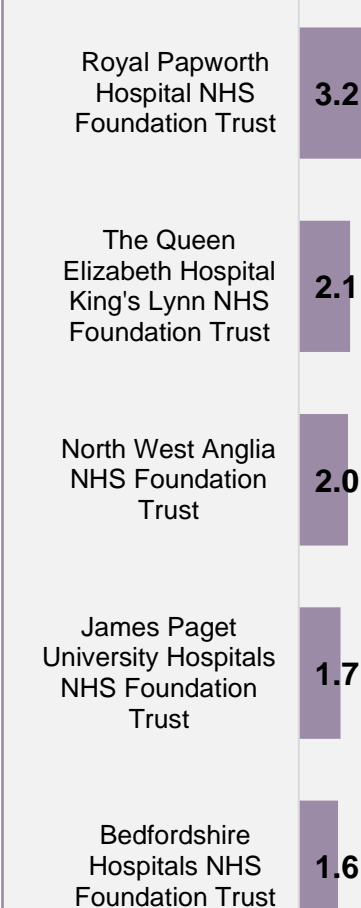 Royal Papworth
Hospital NHS
Foundation Trust
3.2
The Queen
Elizabeth Hospital
King's Lynn NHS
Foundation Trust
2.1
North West Anglia
NHS Foundation
Trust
2.0
James Paget
University Hospitals
NHS Foundation
Trust
1.7
Bedfordshire
Hospitals NHS
Foundation Trust
1.6